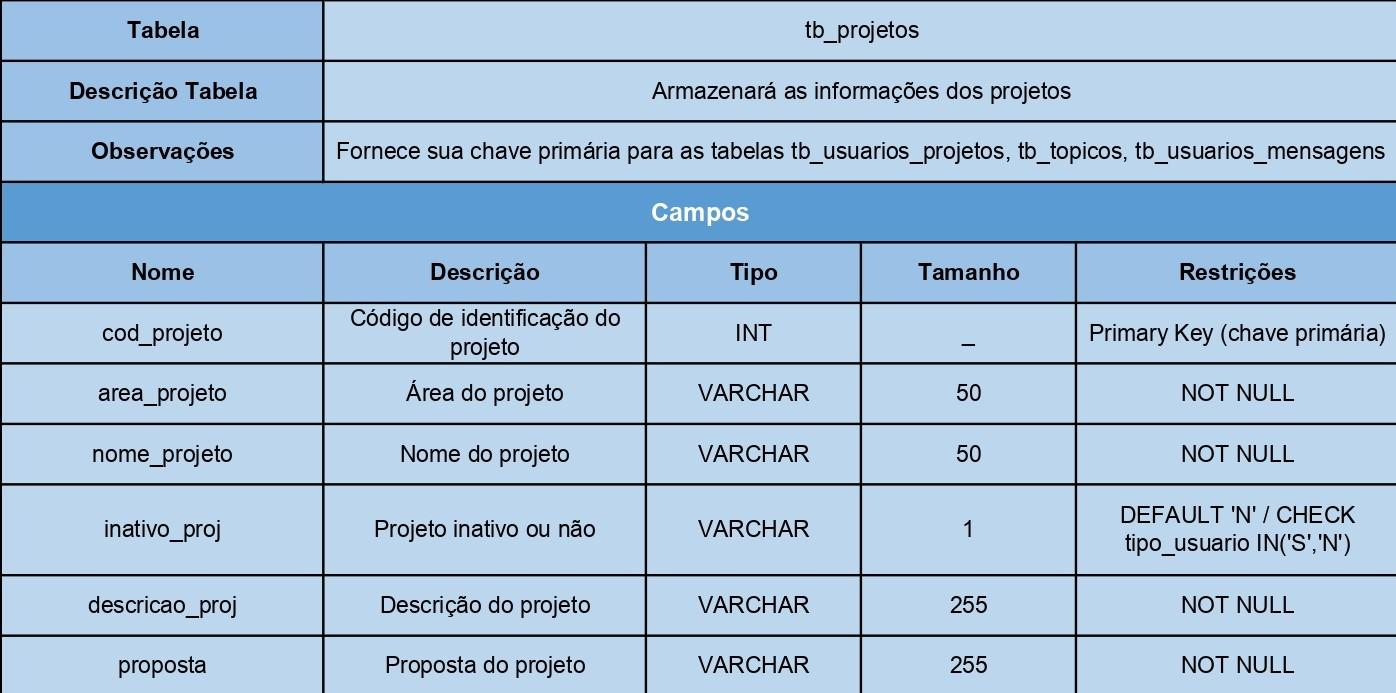 Tabela tb_projetos
Descrição Tabela Armazenará as informações dos projetos
Observações Fornece sua chave primária para as tabelas tb_usuarios_projetos, tb_topicos, tb_usuarios_mensagens
Campos
Nome Descrição Tipo Tamanho Restrições
cod_projeto Código de identificação do projeto INT _ Primary Key (chave primária)
area_projeto Área do projeto VARCHAR 50 NOT NULL
nome_projeto Nome do projeto VARCHAR 50 NOT NULL
inativo_proj Projeto inativo ou não VARCHAR 1 DEFAULT 'N' / CHECK tipo_usuario IN('S','N')
descricao_proj Descrição do projeto VARCHAR 255 NOT NULL
proposta Proposta do projeto VARCHAR 255 NOT NULL